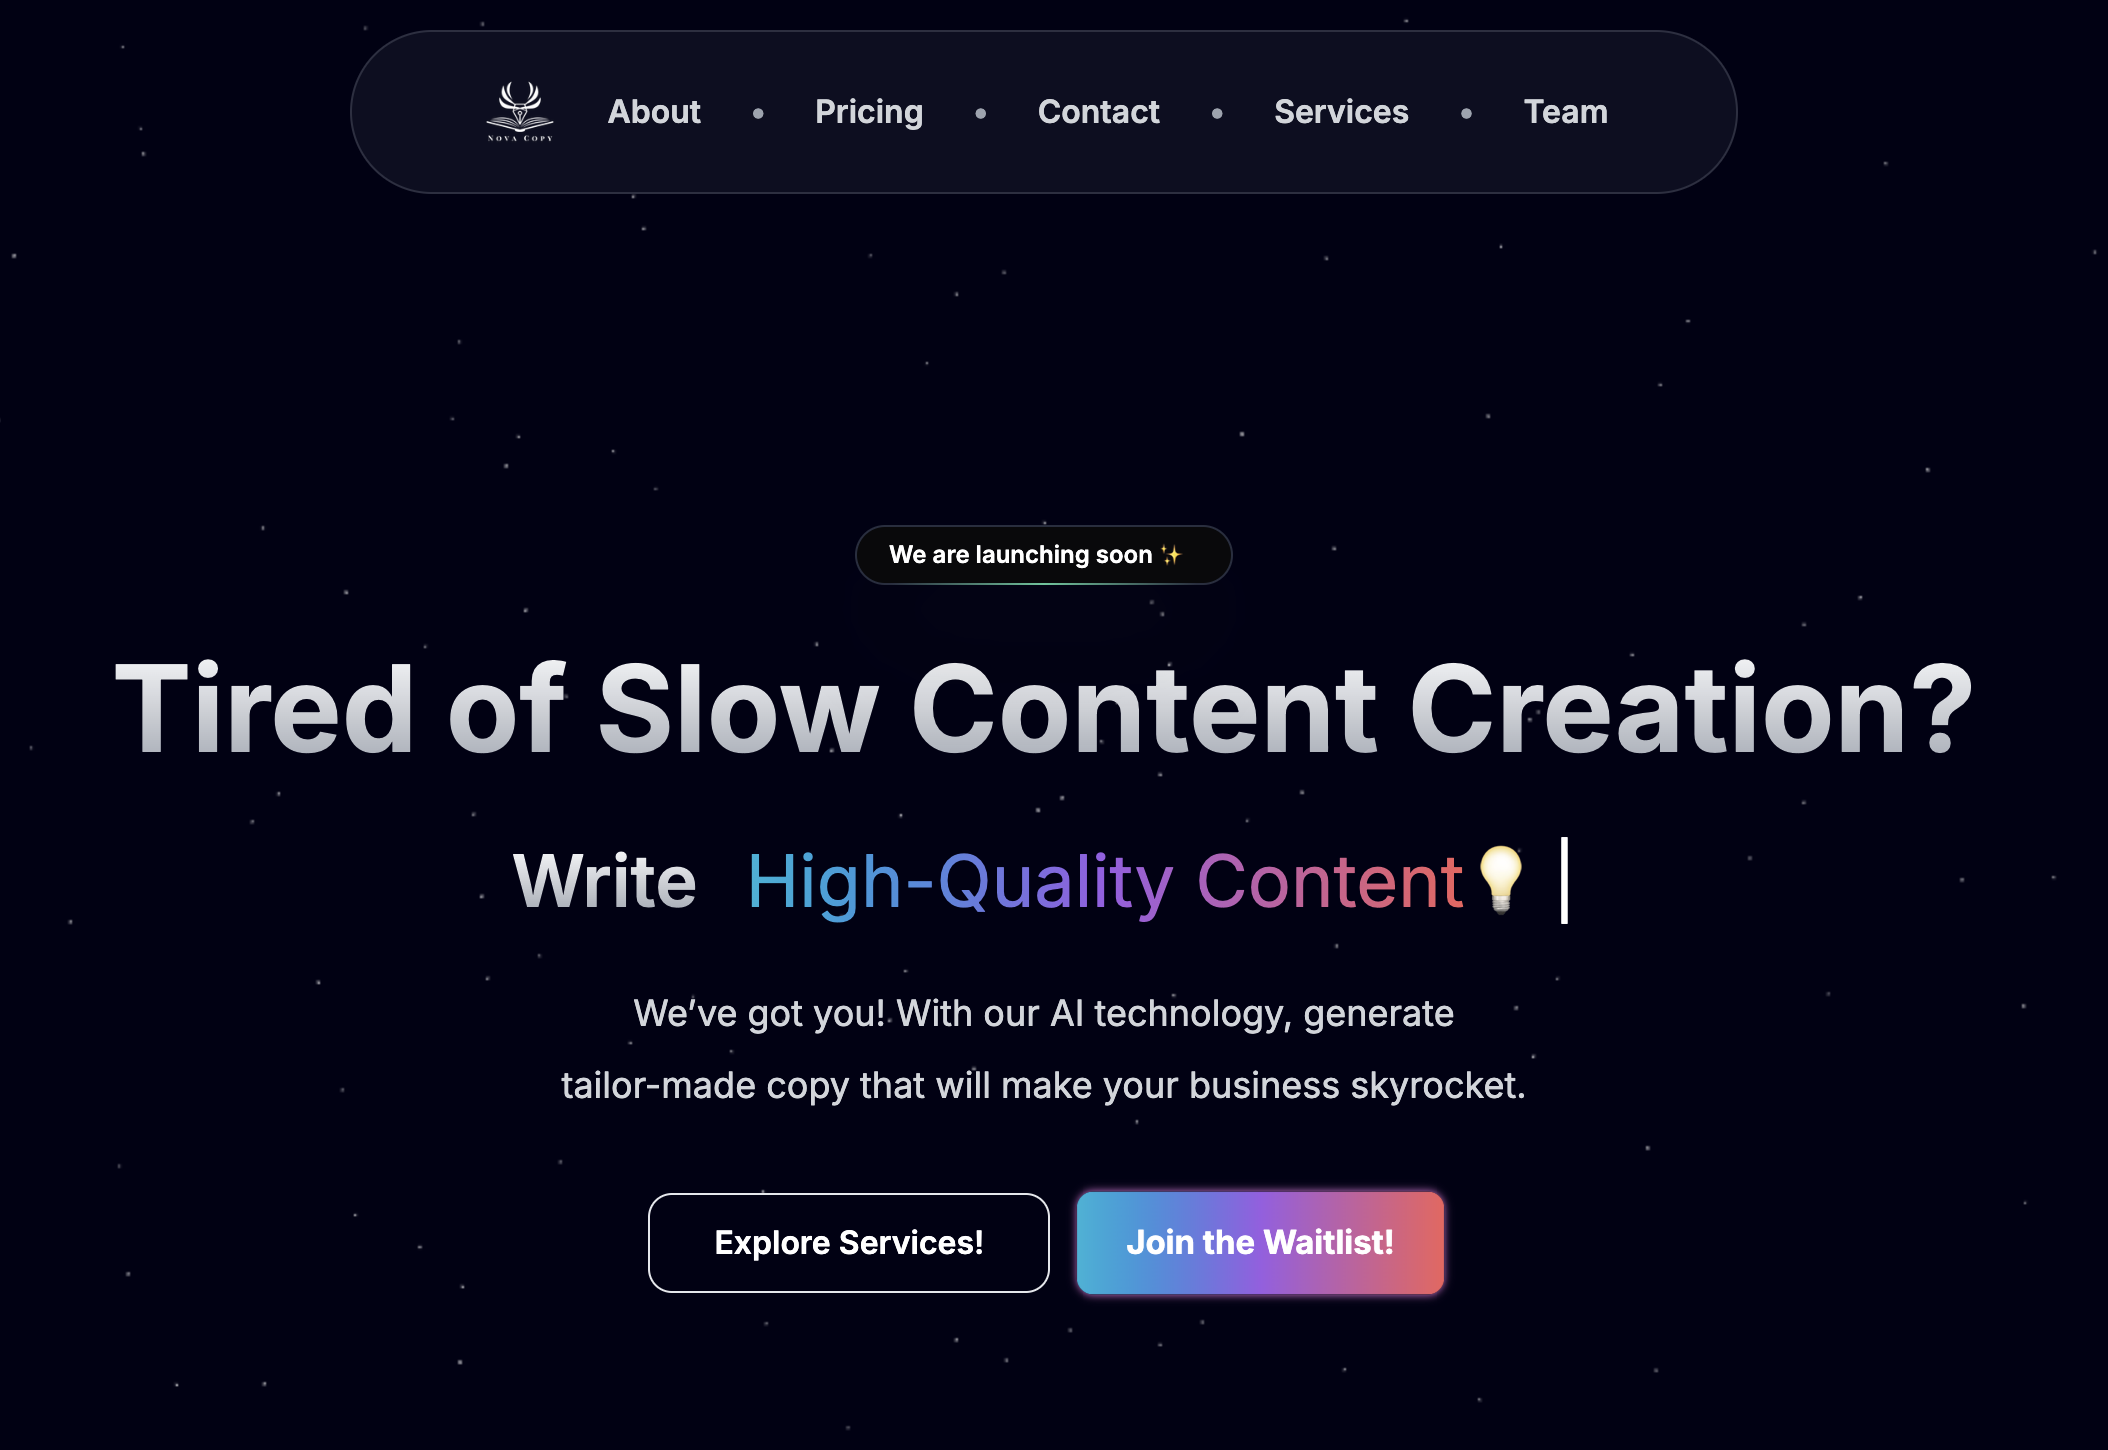 NOVA COPY
About • Pricing • Contact • Services • Team
We are launching soon ✨
Tired of Slow Content Creation?
Write High-Quality Content💡|
We’ve got you! With our AI technology, generate
tailor-made copy that will make your business skyrocket.
Explore Services! Join the Waitlist!